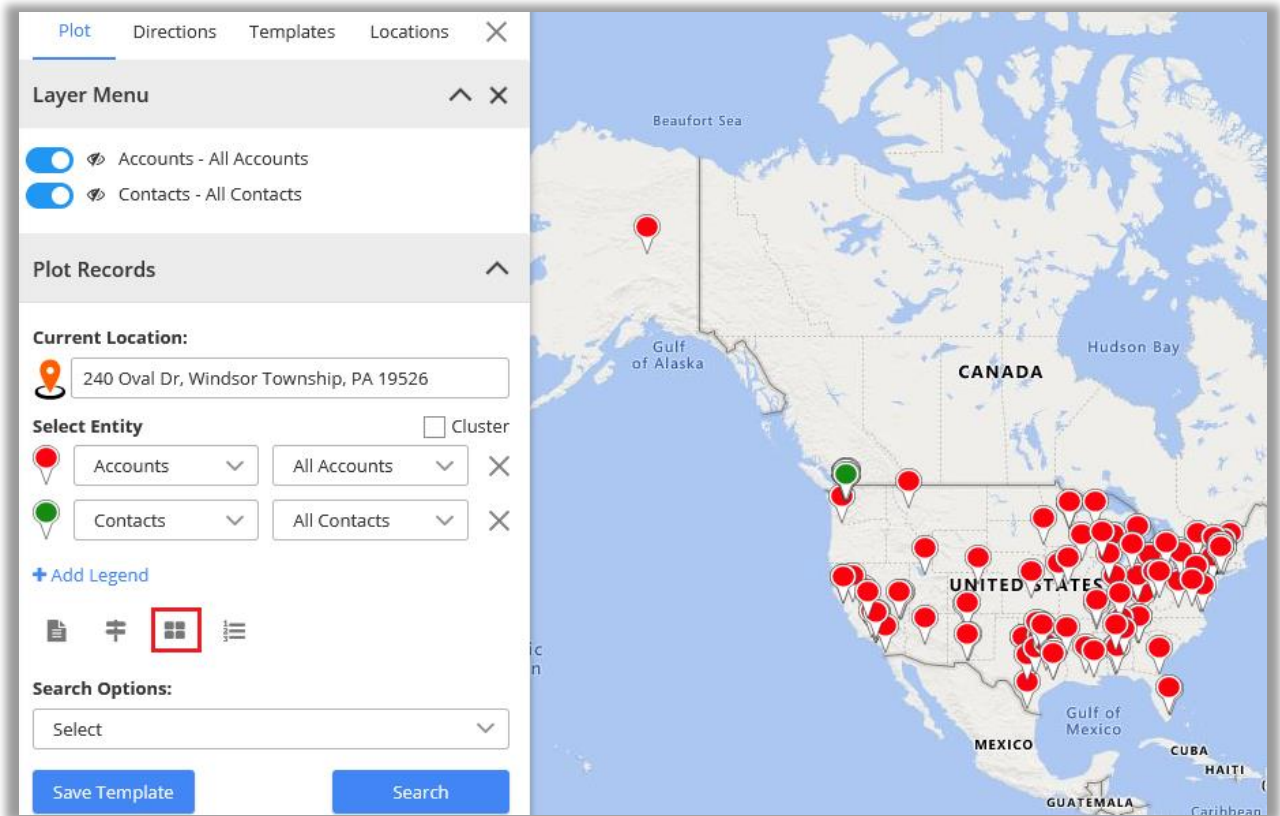 Plot Directions Templates Locations
Layer Menu
Accounts - All Accounts
Contacts - All Contacts
Plot Records
Current Location:
240 Oval Dr, Windsor Township, PA 19526
Select Entity Cluster
Accounts All Accounts
Contacts All Contacts
+ Add Legend
Search Options:
Select
Save Template Search
Beaufort Sea
Gulf
of Alaska
Hudson Bay
CANADA
UNITED STATES
ic
n
Gulf of
Mexico
MEXICO
CUBA
HAITI
GUATEMALA
Caribbean